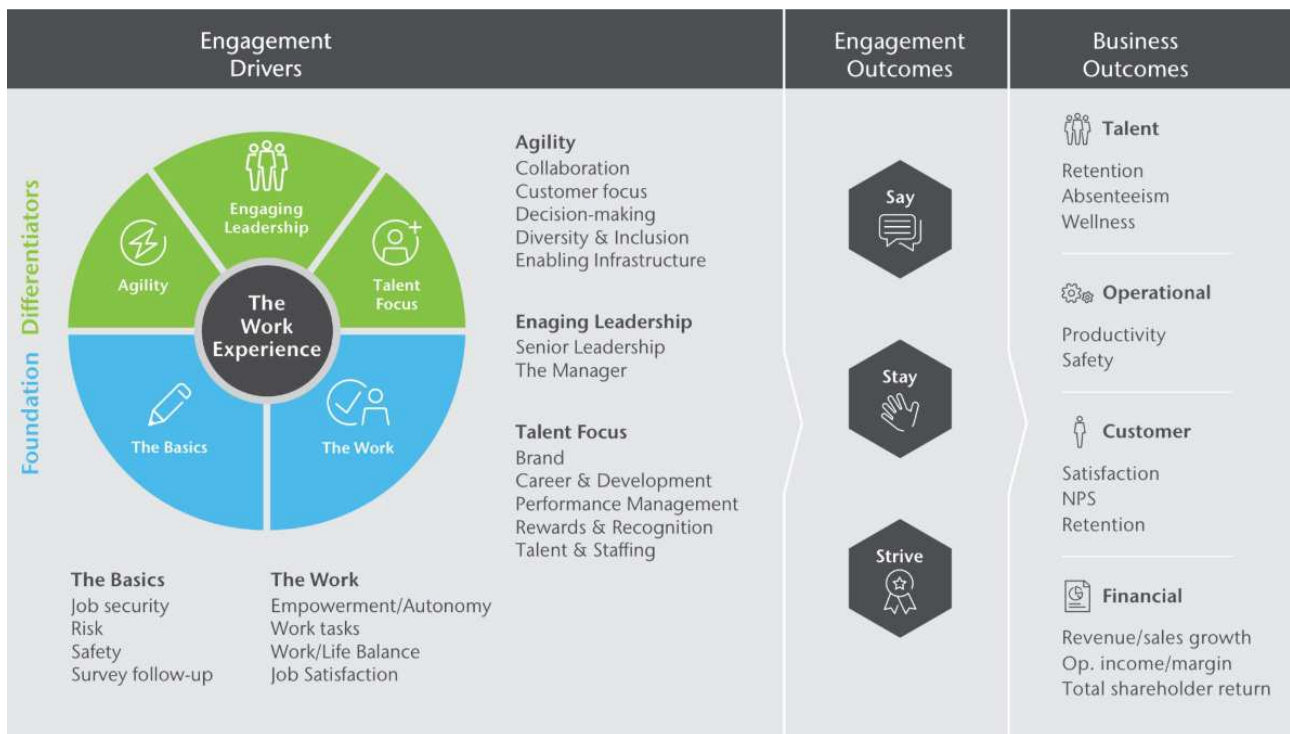 Engagement
Drivers
Engagement
Outcomes
Business
Outcomes
Differentiators
Foundation
Engaging
Leadership
Agility
Talent
Focus
The
Work
Experience
The Basics
The Work
The Basics
Job security
Risk
Safety
Survey follow-up
The Work
Empowerment/Autonomy
Work tasks
Work/Life Balance
Job Satisfaction
Agility
Collaboration
Customer focus
Decision-making
Diversity & Inclusion
Enabling Infrastructure
Enaging Leadership
Senior Leadership
The Manager
Talent Focus
Brand
Career & Development
Performance Management
Rewards & Recognition
Talent & Staffing
Say
Stay
Strive
Talent
Retention
Absenteeism
Wellness
Operational
Productivity
Safety
Customer
Satisfaction
NPS
Retention
Financial
Revenue/sales growth
Op. income/margin
Total shareholder return